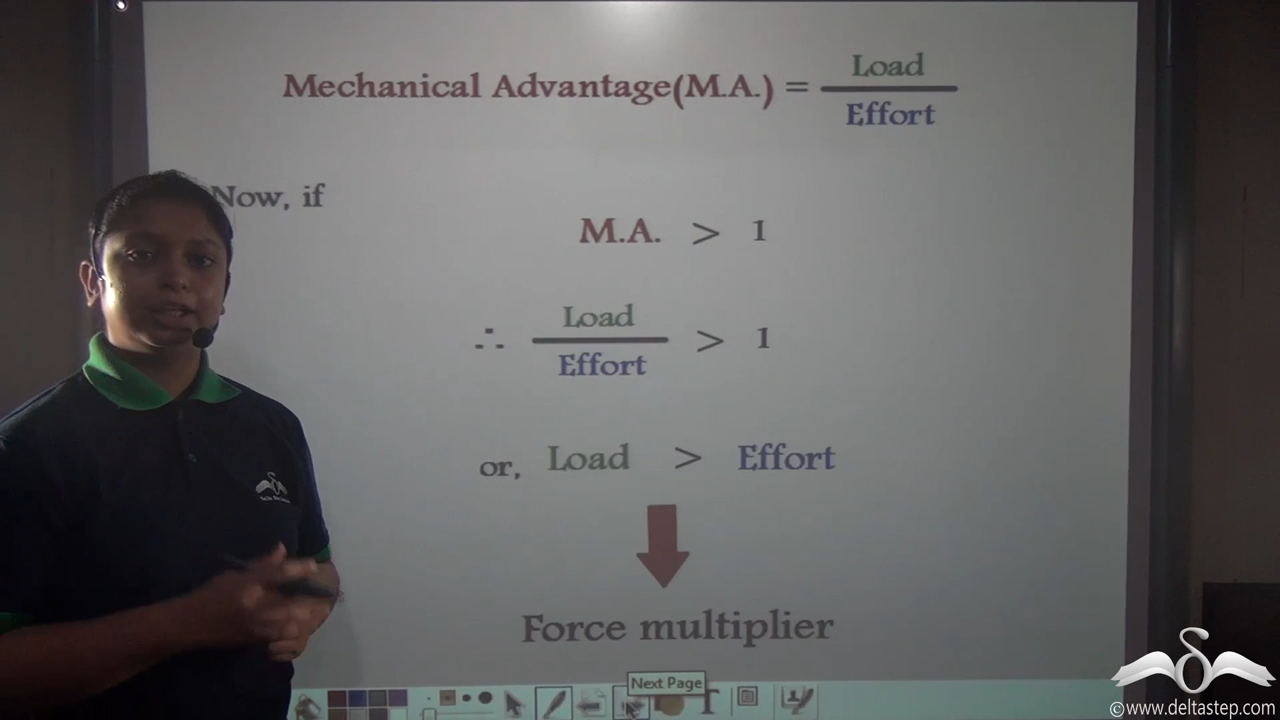 Mechanical Advantage(M.A.) = Load / Effort
Now, if
M.A. > 1
∴ Load / Effort > 1
or, Load > Effort
Force multiplier
Next Page
T
©www.deltastep.com